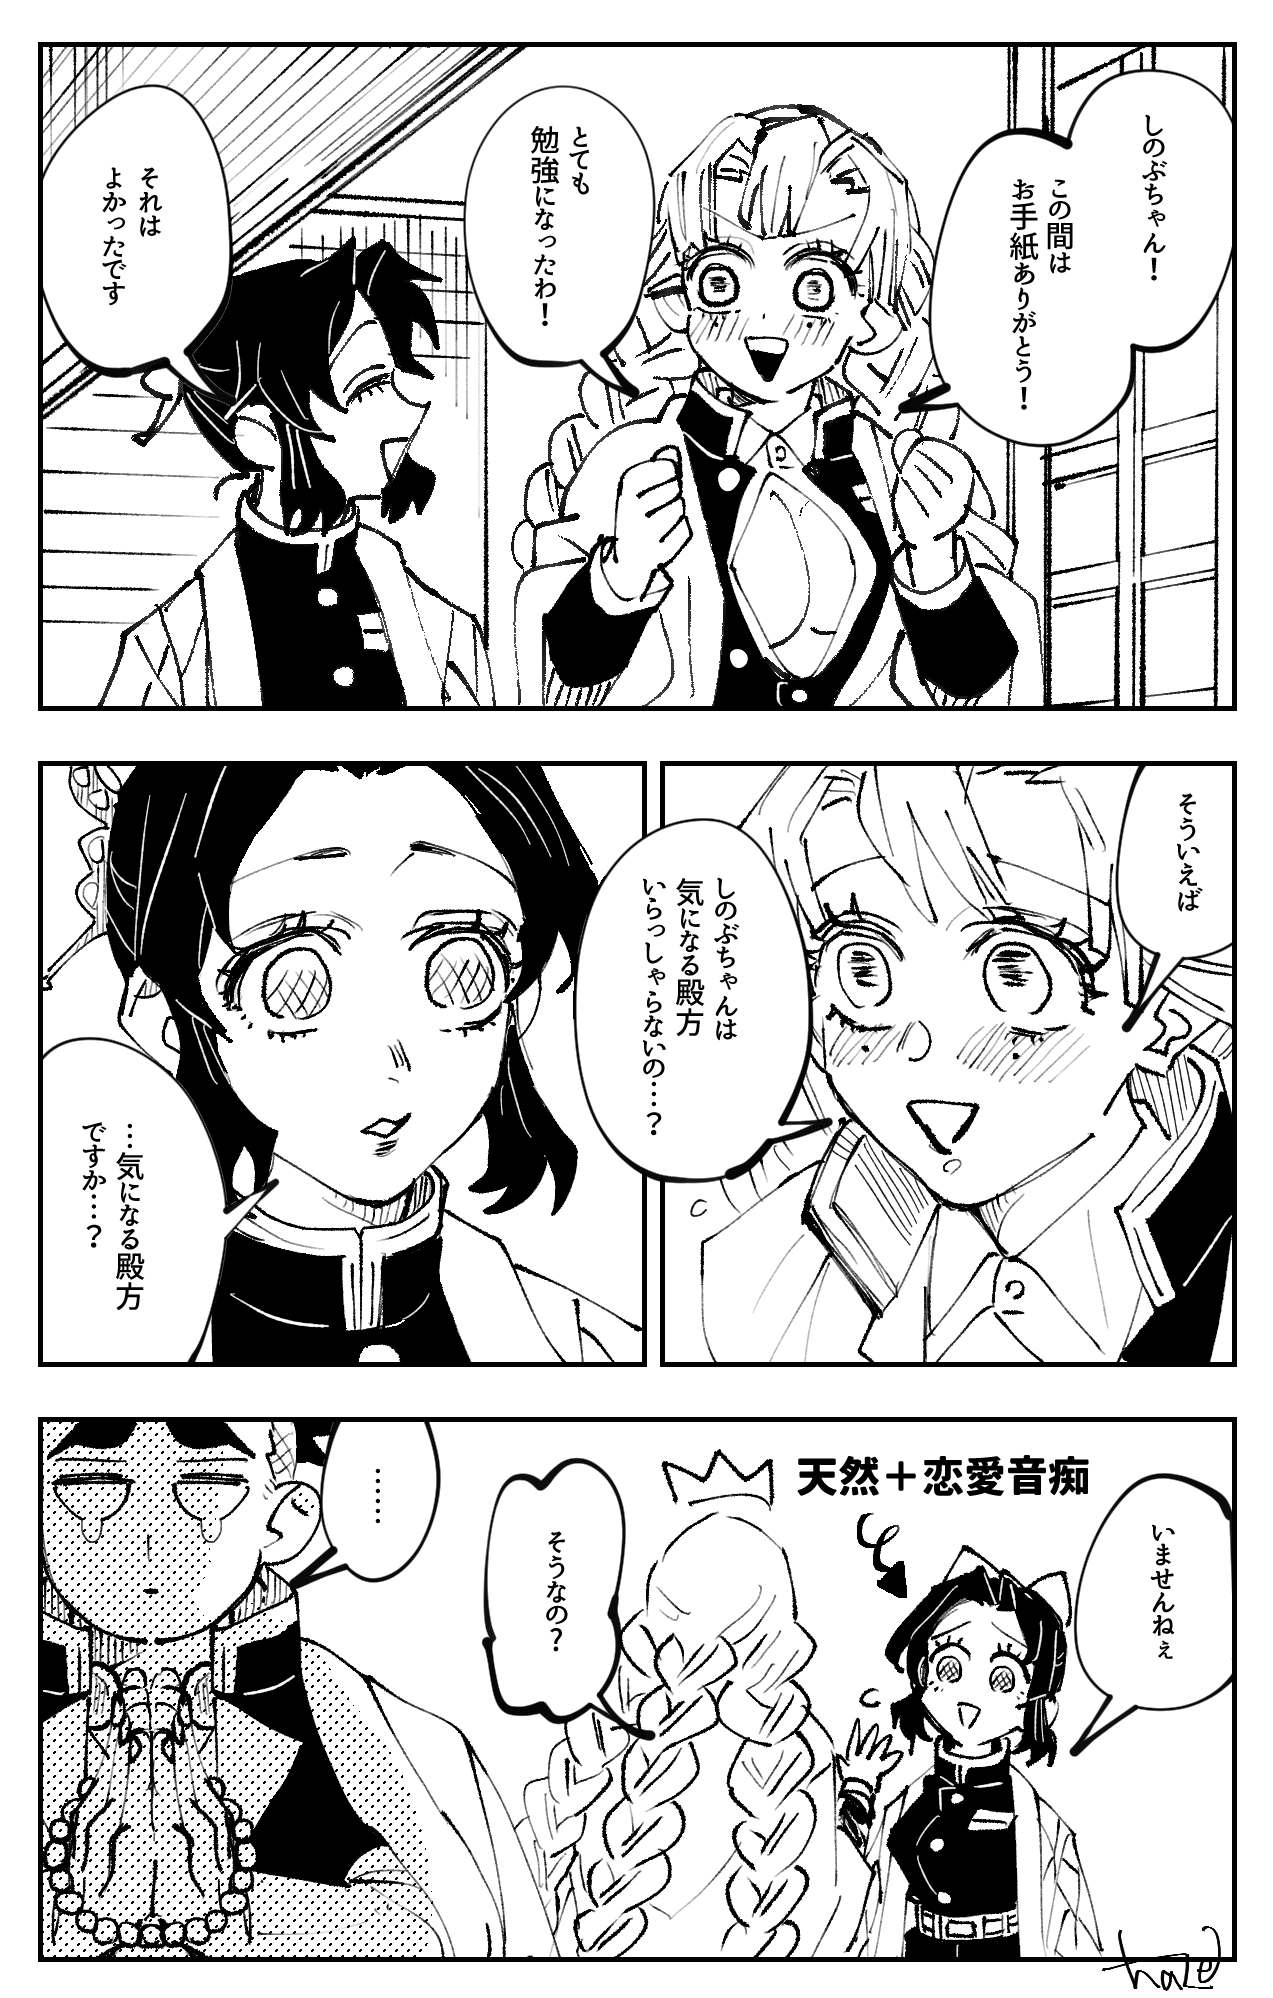 しのぶちゃん！
この間は
お手紙ありがとう！
とても
勉強になったわ！
それは
よかったです
そういえば
しのぶちゃんは
気になる殿方
いらっしゃらないの…？
…気になる殿方
ですか…？
いませんねぇ
天然＋恋愛音痴
そうなの？
……
haze